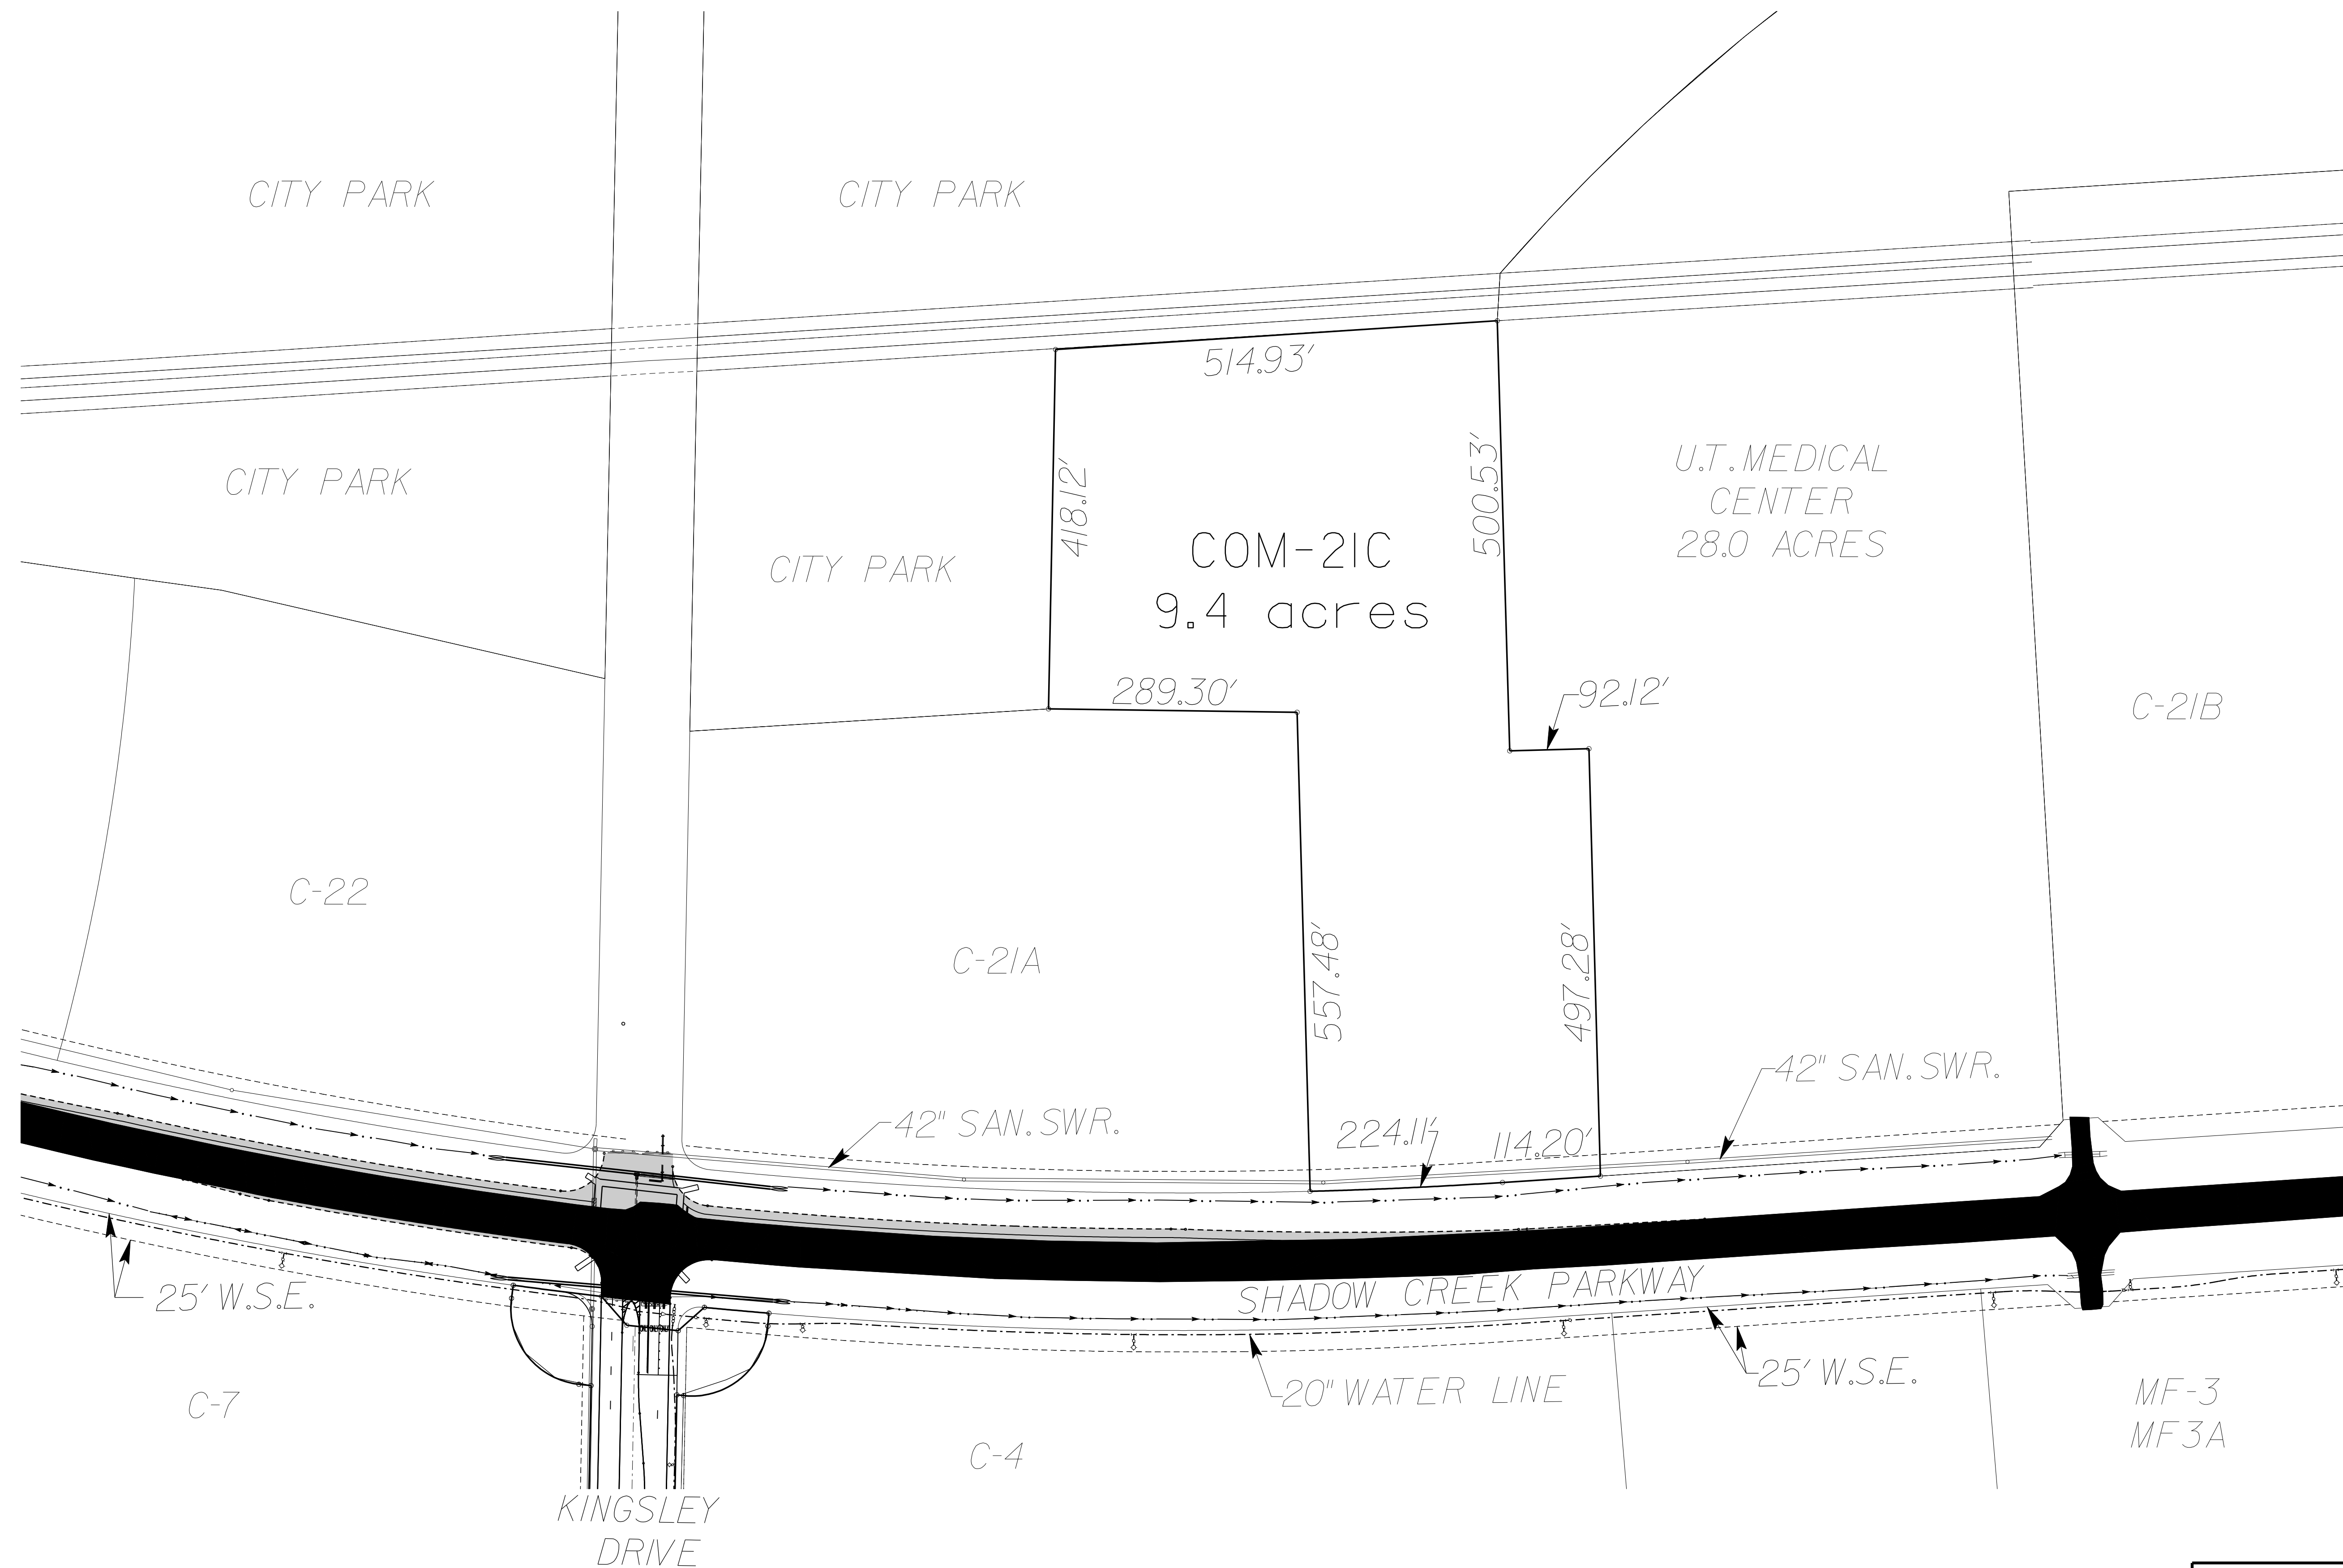 CITY PARK
CITY PARK
514.93'
CITY PARK
418.12'
500.53'
U.T. MEDICAL
CENTER
28.0 ACRES
CITY PARK
COM-21C
9.4 acres
289.30'
92.12'
C-21B
C-22
C-21A
557.48'
497.28'
42" SAN. SWR.
42" SAN. SWR.
224.11'
114.20'
SHADOW CREEK PARKWAY
25' W.S.E.
25' W.S.E.
20" WATER LINE
C-7
C-4
MF-3
MF3A
KINGSLEY
DRIVE